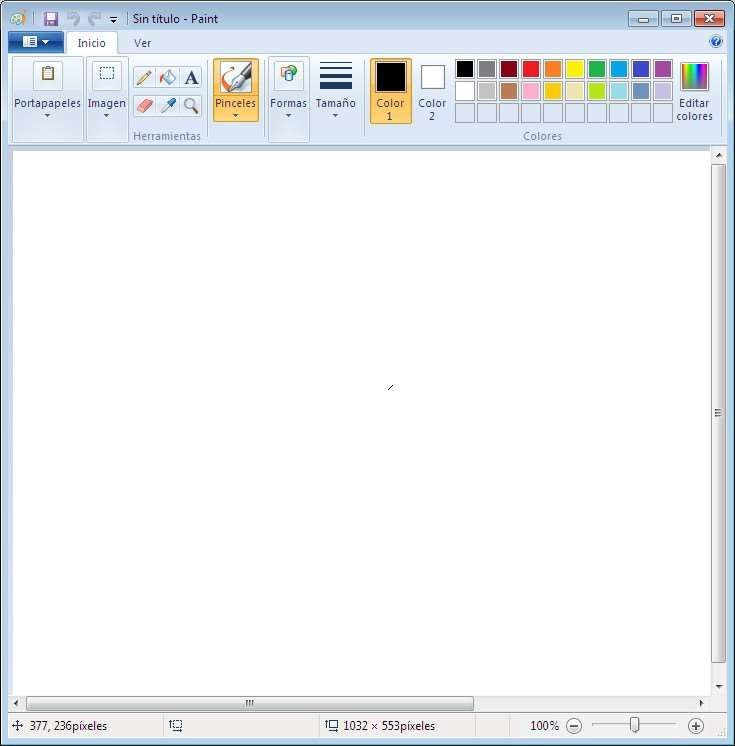 Sin título - Paint
Inicio Ver
Portapapeles Imagen Herramientas Pinceles Formas Tamaño Color 1 Color 2 Colores Editar colores
377, 236píxeles 1032 × 553píxeles 100%